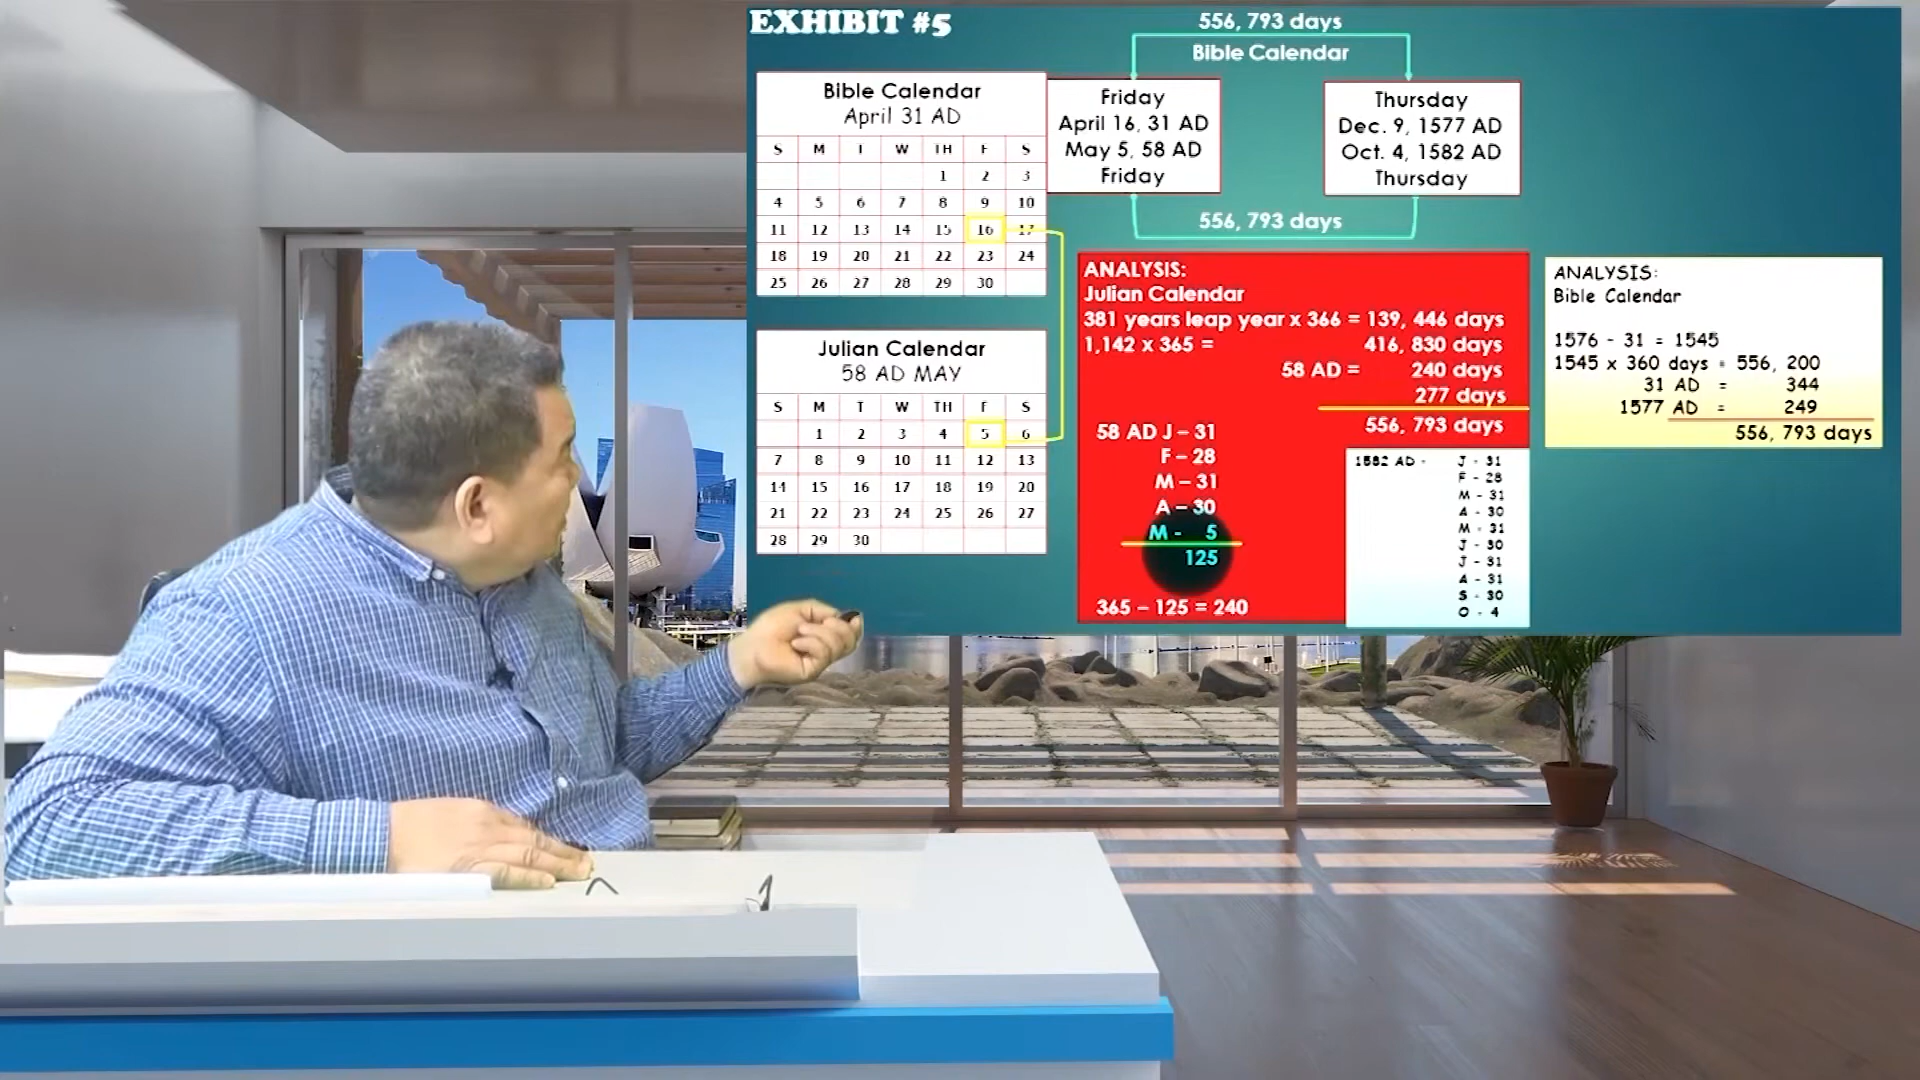 EXHIBIT #5
556, 793 days
Bible Calendar
Bible Calendar
April 31 AD
S M T W TH F S
1 2 3
4 5 6 7 8 9 10
11 12 13 14 15 16 17
18 19 20 21 22 23 24
25 26 27 28 29 30
Julian Calendar
58 AD MAY
S M T W TH F S
1 2 3 4 5 6
7 8 9 10 11 12 13
14 15 16 17 18 19 20
21 22 23 24 25 26 27
28 29 30
Friday
April 16, 31 AD
May 5, 58 AD
Friday
Thursday
Dec. 9, 1577 AD
Oct. 4, 1582 AD
Thursday
556, 793 days
ANALYSIS:
Julian Calendar
381 years leap year x 366 = 139, 446 days
1,142 x 365 = 416, 830 days
58 AD = 240 days
277 days
556, 793 days
58 AD J – 31
F – 28
M – 31
A – 30
M - 5
125
365 – 125 = 240
1582 AD - J - 31
F - 28
M - 31
A - 30
M - 31
J - 30
J - 31
A - 31
S - 30
O - 4
ANALYSIS:
Bible Calendar
1576 - 31 = 1545
1545 x 360 days = 556, 200
31 AD = 344
1577 AD = 249
556, 793 days